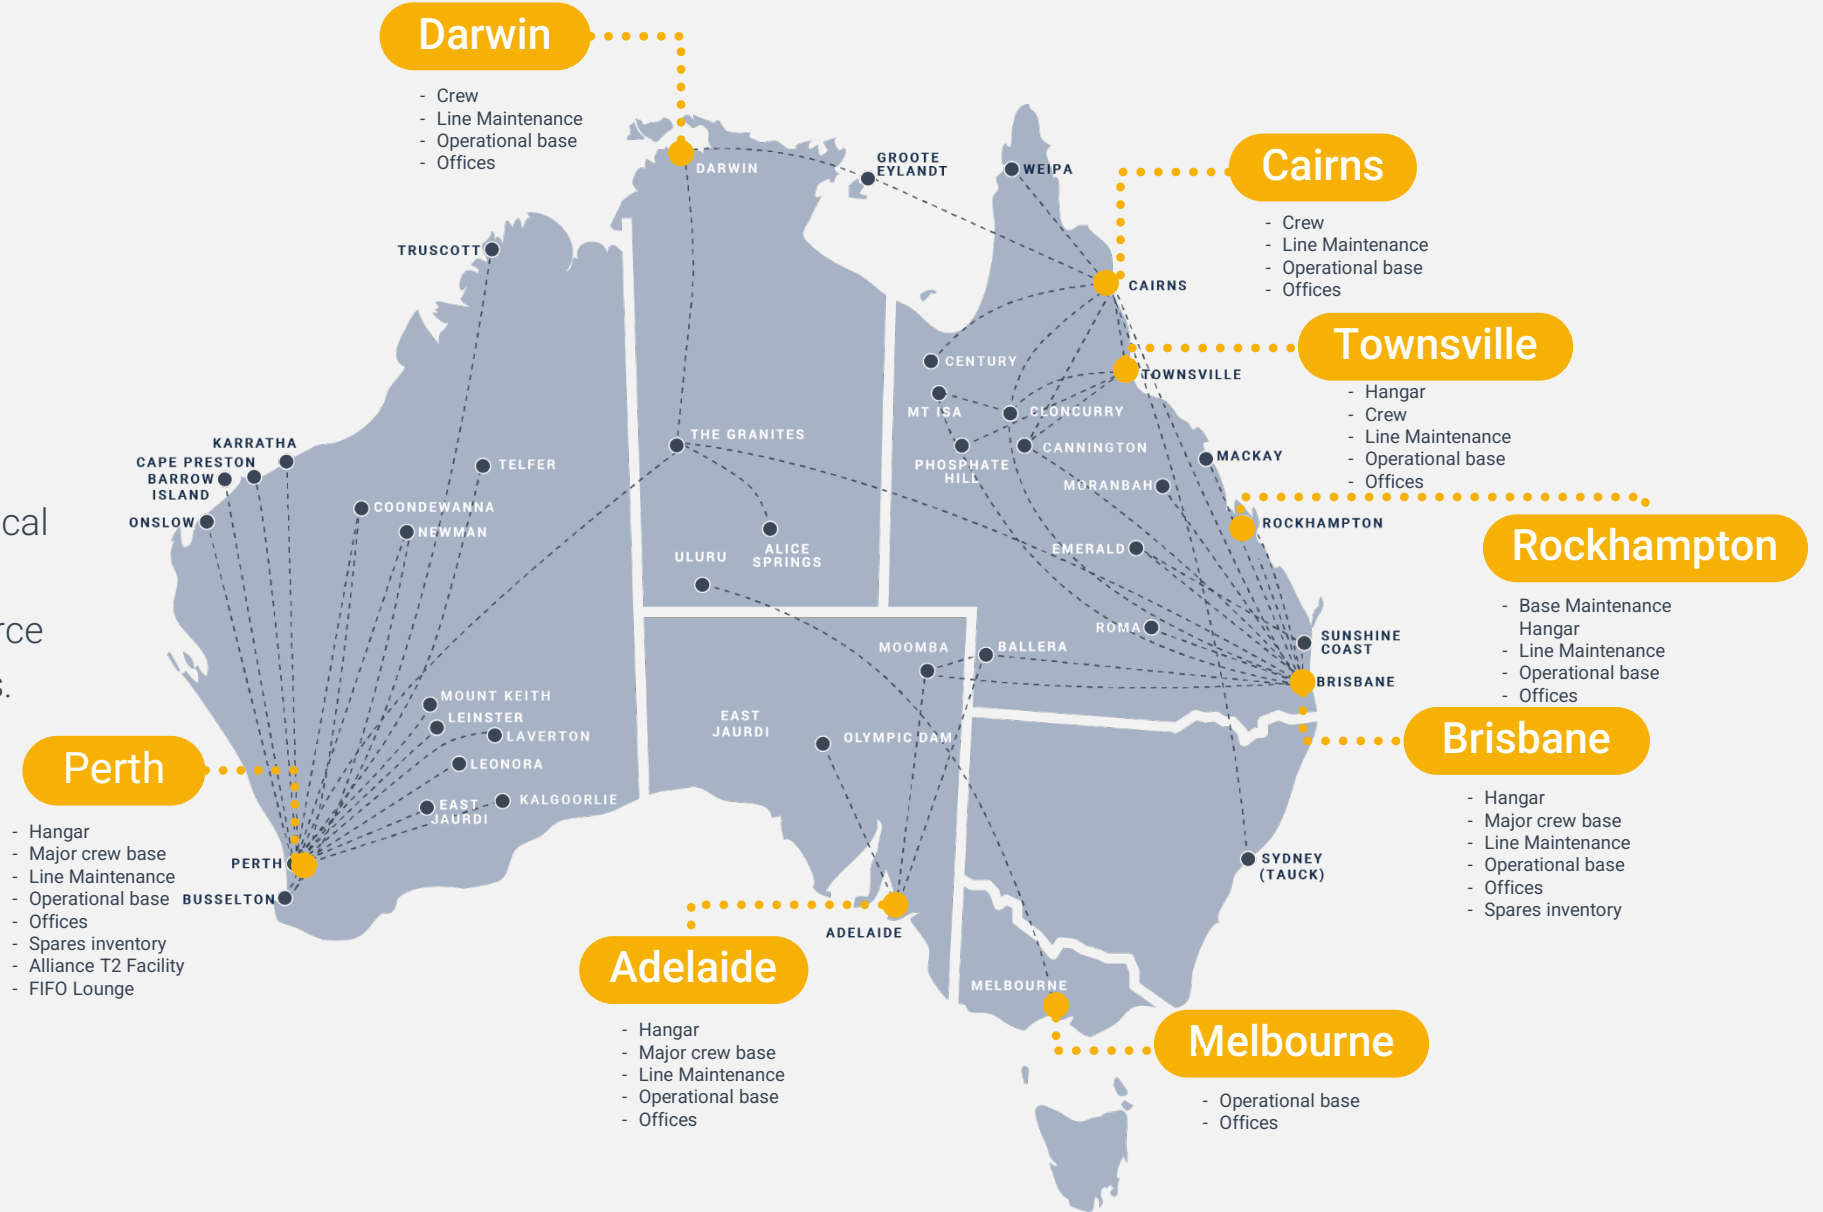 Darwin
- Crew
- Line Maintenance
- Operational base
- Offices
DARWIN
GROOTE
EYLANDT
WEIPA
Cairns
- Crew
- Line Maintenance
- Operational base
- Offices
CAIRNS
TRUSCOTT
Townsville
- Hangar
- Crew
- Line Maintenance
- Operational base
- Offices
TOWNSVILLE
CENTURY
MT ISA
CLONCURRY
CANNINGTON
PHOSPHATE
HILL
MORANBAH
MACKAY
THE GRANITES
TELFER
KARRATHA
CAPE PRESTON
BARROW
ISLAND
ONSLOW
COONDEWANNA
NEWMAN
ULURU
ALICE
SPRINGS
EMERALD
ROCKHAMPTON
Rockhampton
- Base Maintenance
Hangar
- Line Maintenance
- Operational base
- Offices
cal
rce
s.
ROMA
SUNSHINE
COAST
BRISBANE
MOOMBA
BALLERA
Brisbane
- Hangar
- Major crew base
- Line Maintenance
- Operational base
- Offices
- Spares inventory
MOUNT KEITH
LEINSTER
LAVERTON
LEONORA
EAST
JAURDI
KALGOORLIE
EAST
JAURDI
OLYMPIC DAM
Perth
- Hangar
- Major crew base
- Line Maintenance
- Operational base
- Offices
- Spares inventory
- Alliance T2 Facility
- FIFO Lounge
PERTH
BUSSELTON
SYDNEY
(TAUCK)
ADELAIDE
Adelaide
- Hangar
- Major crew base
- Line Maintenance
- Operational base
- Offices
MELBOURNE
Melbourne
- Operational base
- Offices